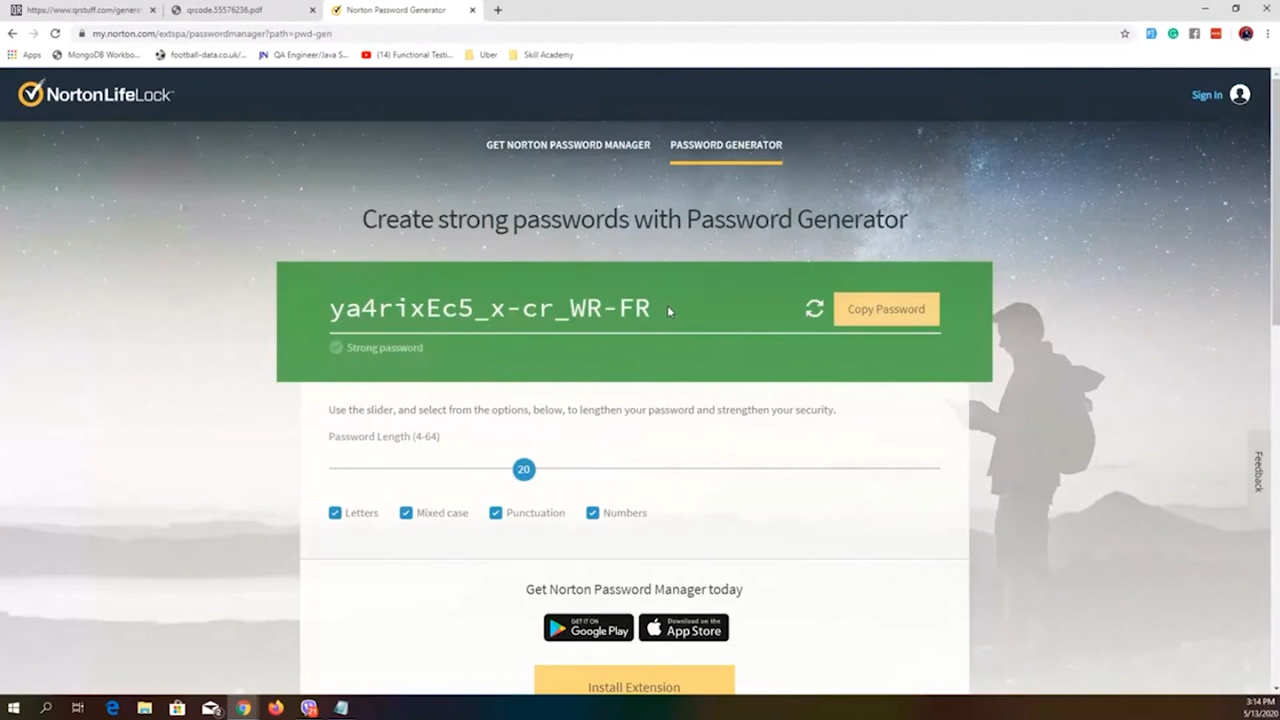 https://www.qrstuff.com/genera
qrcode.55576236.pdf
Norton Password Generator
my.norton.com/extspa/passwordmanager?path=pwd-gen
Apps
MongoDB Workbo...
football-data.co.uk/...
QA Engineer/Java S...
(14) Functional Testi...
Uber
Skill Academy
NortonLifeLock
Sign In
GET NORTON PASSWORD MANAGER
PASSWORD GENERATOR
Create strong passwords with Password Generator
ya4rixEc5_x-cr_WR-FR
Copy Password
Strong password
Use the slider, and select from the options, below, to lengthen your password and strengthen your security.
Password Length (4-64)
20
Letters
Mixed case
Punctuation
Numbers
Feedback
Get Norton Password Manager today
GET IT ON
Google Play
Download on the
App Store
Install Extension
3:14 PM
5/13/2020